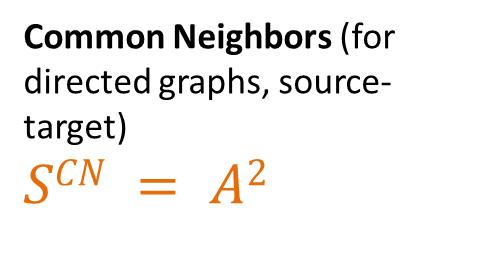 Common Neighbors (for
directed graphs, source-
target)
S^{CN} = A^2